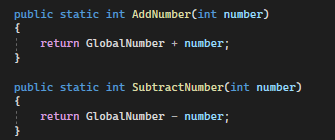 public static int AddNumber(int number)
{
    return GlobalNumber + number;
}
public static int SubtractNumber(int number)
{
    return GlobalNumber - number;
}